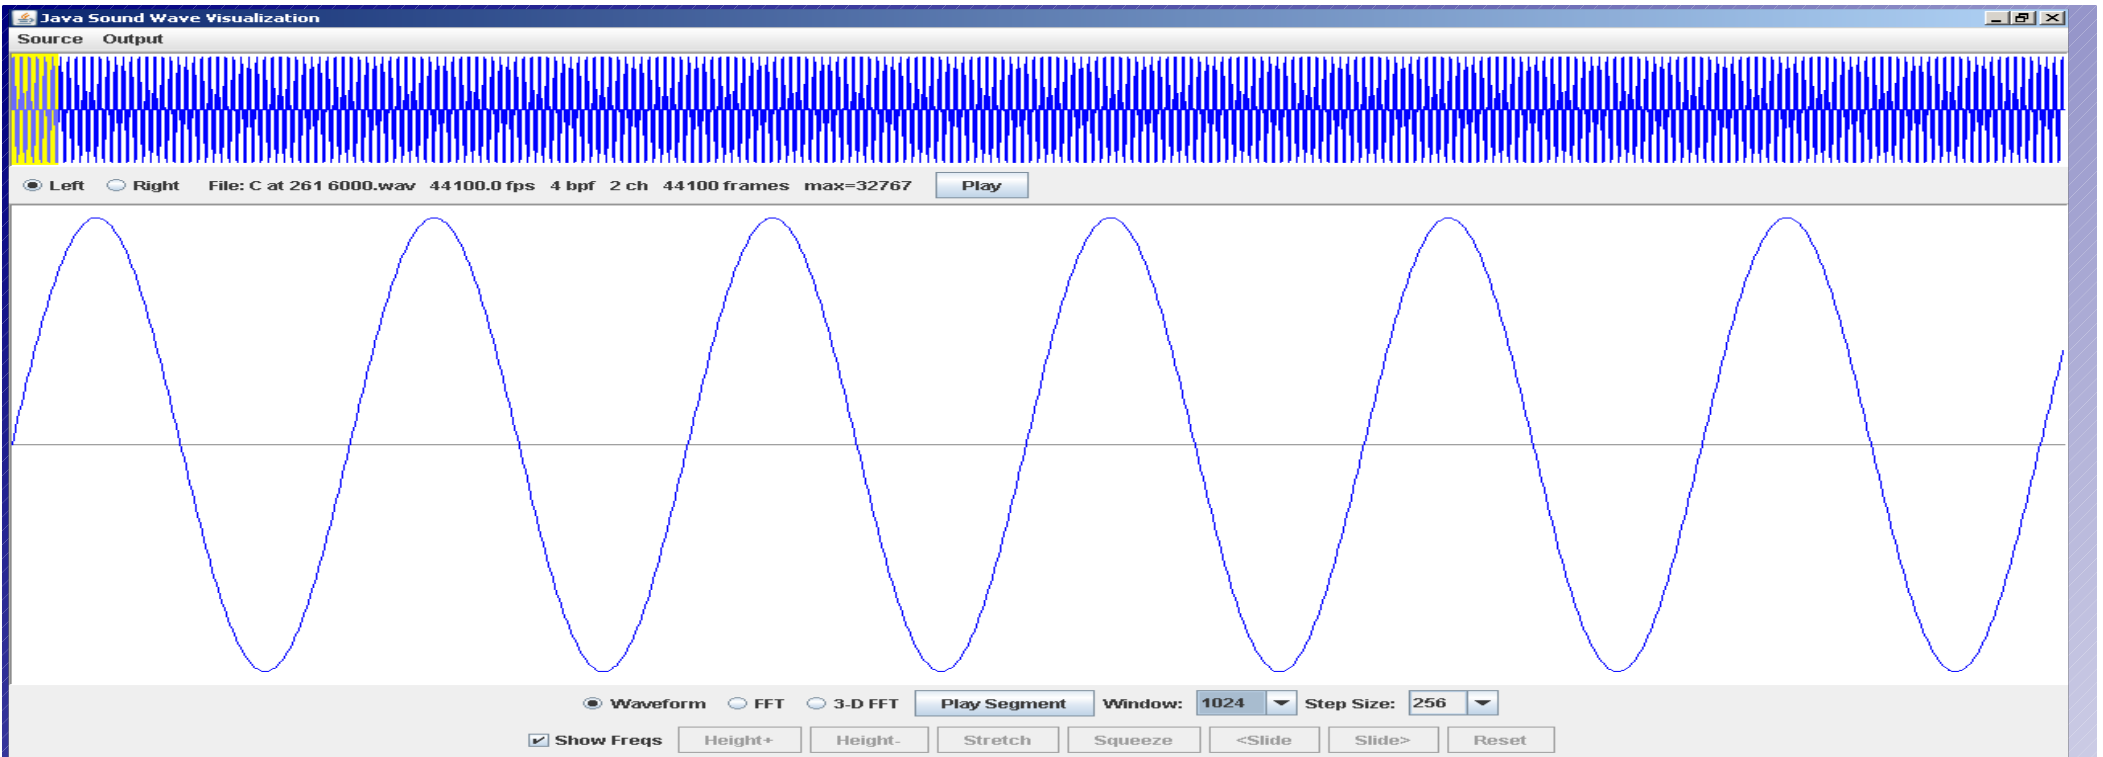 Java Sound Wave Visualization
Source Output
Left Right File: C at 261 6000.wav 44100.0 fps 4 bpf 2 ch 44100 frames max=32767 Play
Waveform FFT 3-D FFT Play Segment Window: 1024 Step Size: 256
Show Freqs Height+ Height- Stretch Squeeze <Slide Slide> Reset